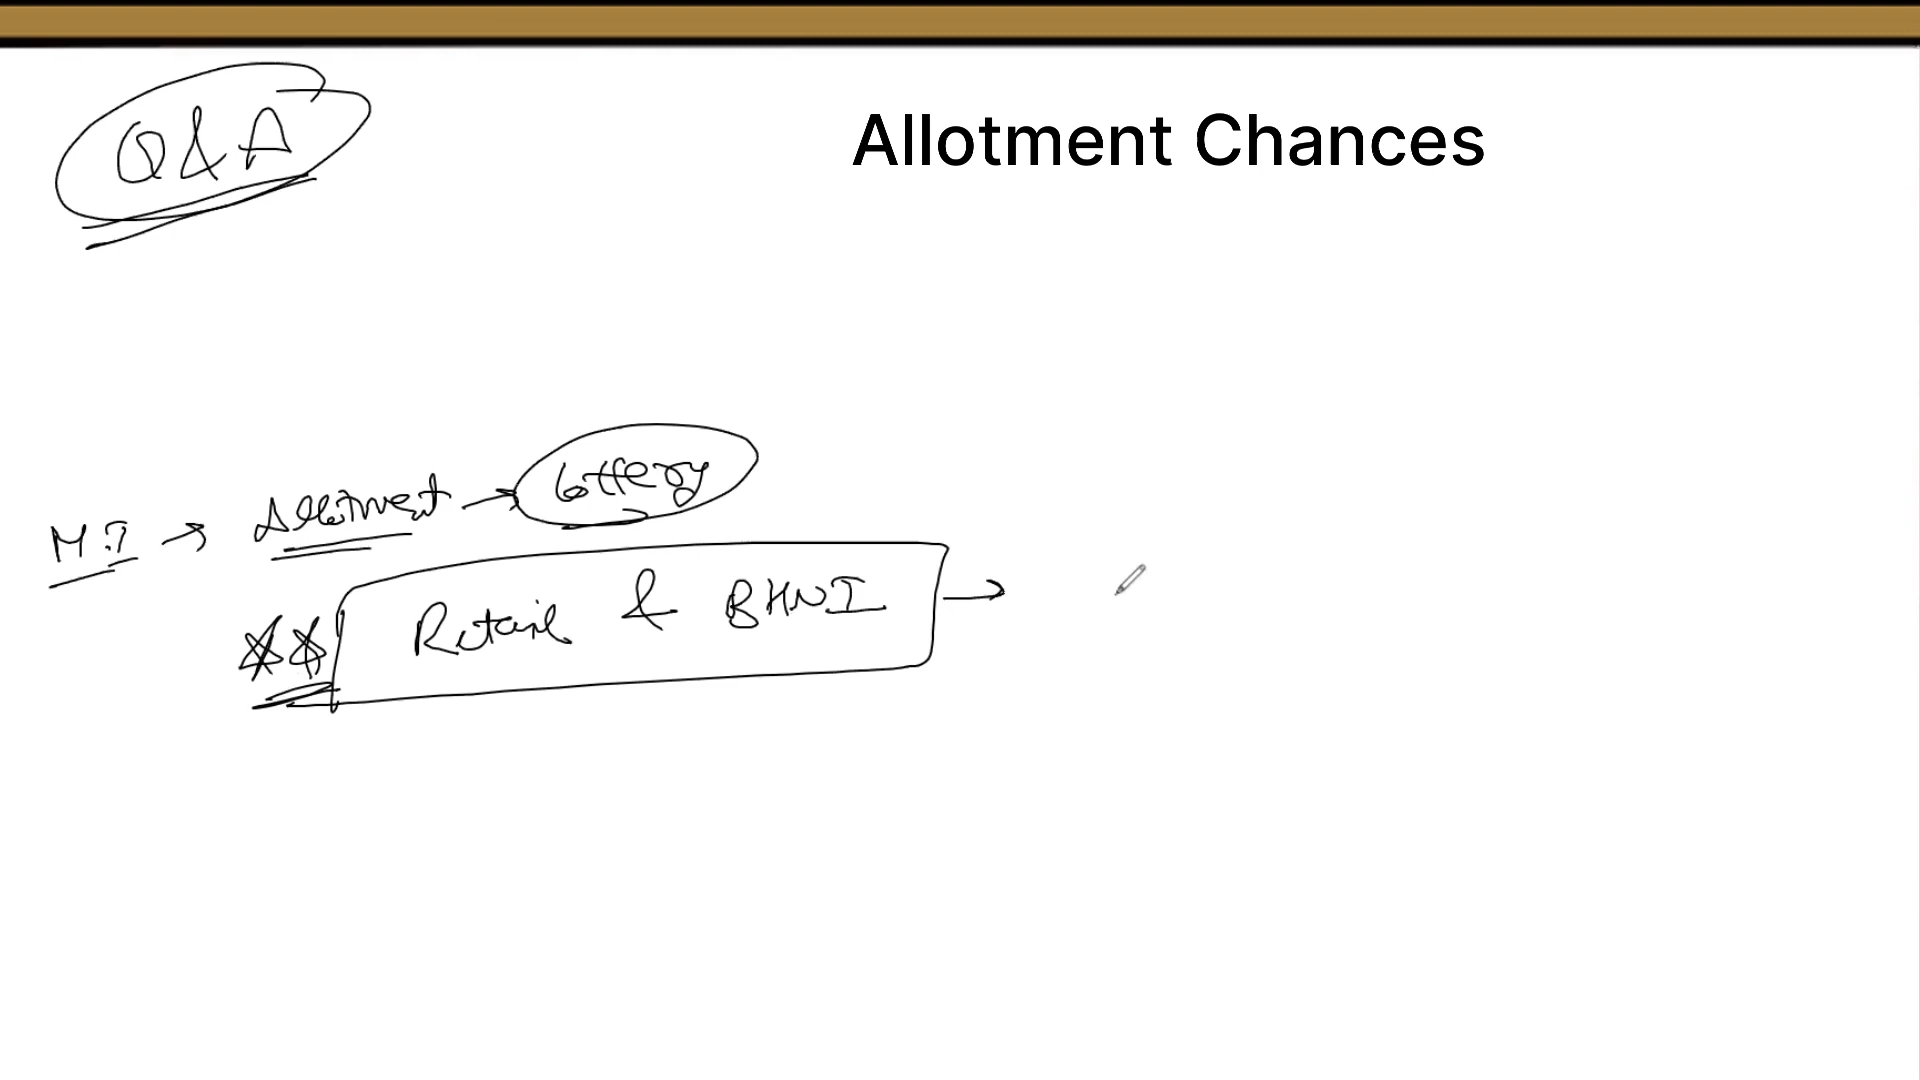 Q&A
Allotment Chances
M.I → Allotment → lottery
Retail & BHNI →